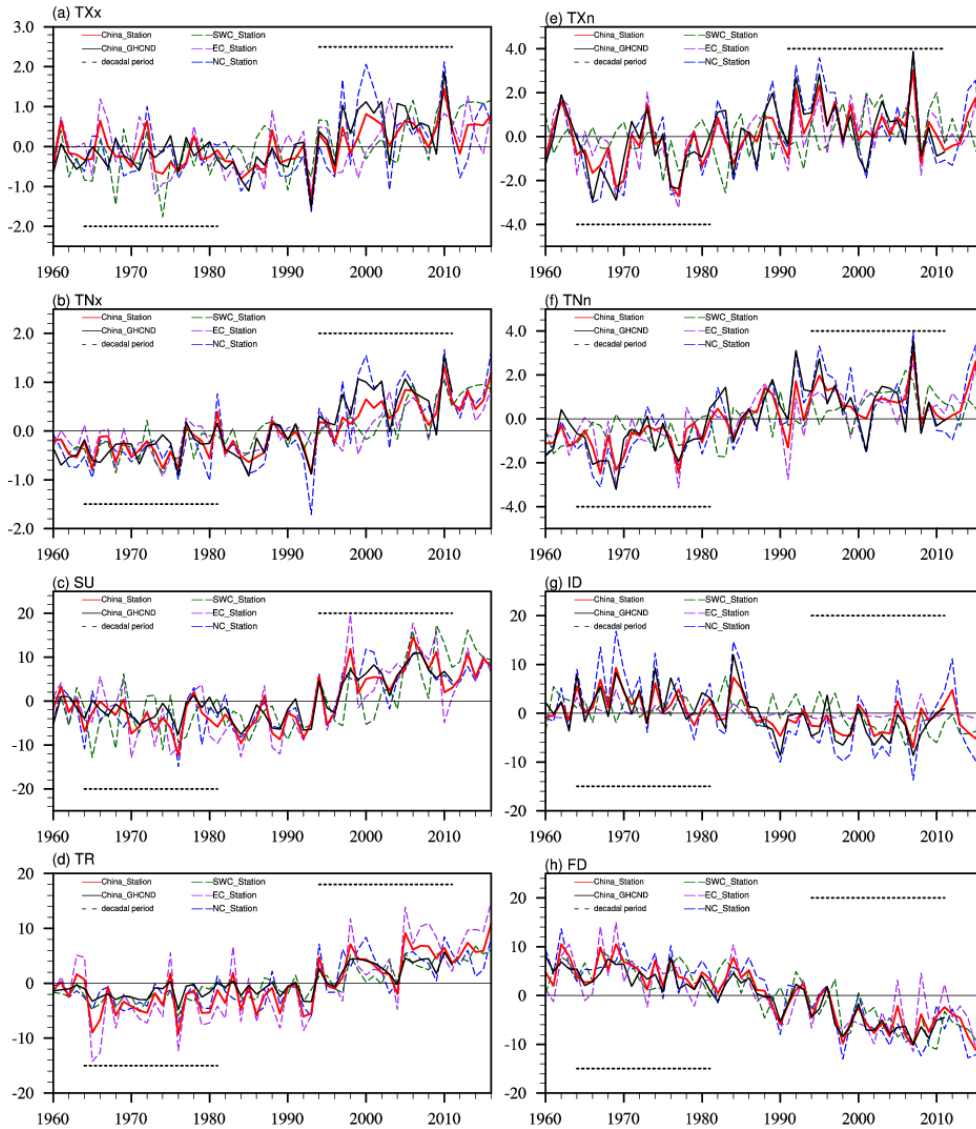 (a) TXx
China_Station
SWC_Station
China_GHCND
EC_Station
decadal period
NC_Station
3.0
2.0
1.0
0.0
-1.0
-2.0
1960 1970 1980 1990 2000 2010
(e) TXn
China_Station
SWC_Station
China_GHCND
EC_Station
decadal period
NC_Station
4.0
2.0
0.0
-2.0
-4.0
1960 1970 1980 1990 2000 2010
(b) TNx
China_Station
SWC_Station
China_GHCND
EC_Station
decadal period
NC_Station
2.0
1.0
0.0
-1.0
-2.0
1960 1970 1980 1990 2000 2010
(f) TNn
China_Station
SWC_Station
China_GHCND
EC_Station
decadal period
NC_Station
4.0
2.0
0.0
-2.0
-4.0
1960 1970 1980 1990 2000 2010
(c) SU
China_Station
SWC_Station
China_GHCND
EC_Station
decadal period
NC_Station
20
10
0
-10
-20
1960 1970 1980 1990 2000 2010
(g) ID
China_Station
SWC_Station
China_GHCND
EC_Station
decadal period
NC_Station
20
10
0
-10
-20
1960 1970 1980 1990 2000 2010
(d) TR
China_Station
SWC_Station
China_GHCND
EC_Station
decadal period
NC_Station
20
10
0
-10
-20
1960 1970 1980 1990 2000 2010
(h) FD
China_Station
SWC_Station
China_GHCND
EC_Station
decadal period
NC_Station
20
10
0
-10
-20
1960 1970 1980 1990 2000 2010